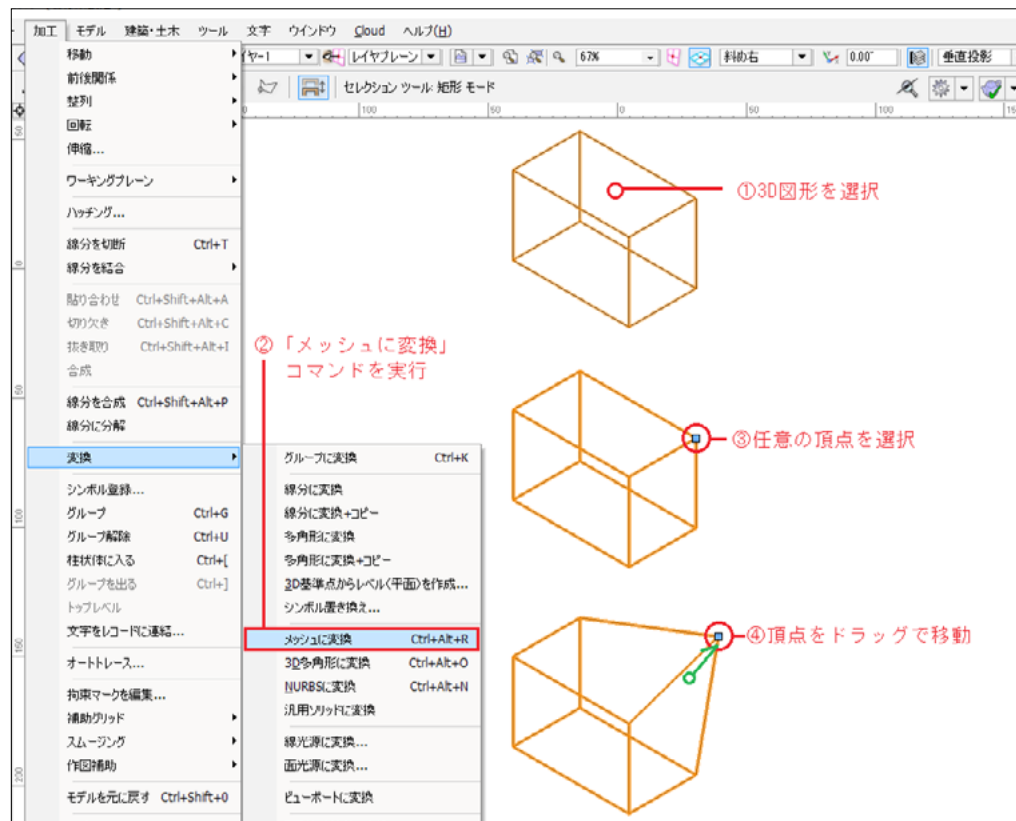 加工 モデル 建築・土木 ツール 文字 ウインドウ Cloud ヘルプ(H)
イヤ-1 レイヤプレーン 67% 斜め右 0.00° 垂直投影
セレクション ツール: 矩形 モード
100 50 0 50 100 15
50
0
50
100
150
200
移動
前後関係
整列
回転
伸縮...
ワーキングプレーン
ハッチング...
線分を切断 Ctrl+T
線分を結合
貼り合わせ Ctrl+Shift+Alt+A
切り欠き Ctrl+Shift+Alt+C
抜き取り Ctrl+Shift+Alt+I
合成
線分を合成 Ctrl+Shift+Alt+P
線分に分解
変換
シンボル登録...
グループ Ctrl+G
グループ解除 Ctrl+U
柱状体に入る Ctrl+[
グループを出る Ctrl+]
トップレベル
文字をレコードに連結...
オートトレース...
拘束マークを編集...
補助グリッド
スムージング
作図補助
モデルを元に戻す Ctrl+Shift+0
グループに変換 Ctrl+K
線分に変換
線分に変換+コピー
多角形に変換
多角形に変換+コピー
3D基準点からレベル(平面)を作成...
シンボル置き換え...
メッシュに変換 Ctrl+Alt+R
3D多角形に変換 Ctrl+Alt+O
NURBSに変換 Ctrl+Alt+N
汎用ソリッドに変換
線光源に変換...
面光源に変換...
ビューポートに変換
①3D図形を選択
②「メッシュに変換」
コマンドを実行
③任意の頂点を選択
④頂点をドラッグで移動